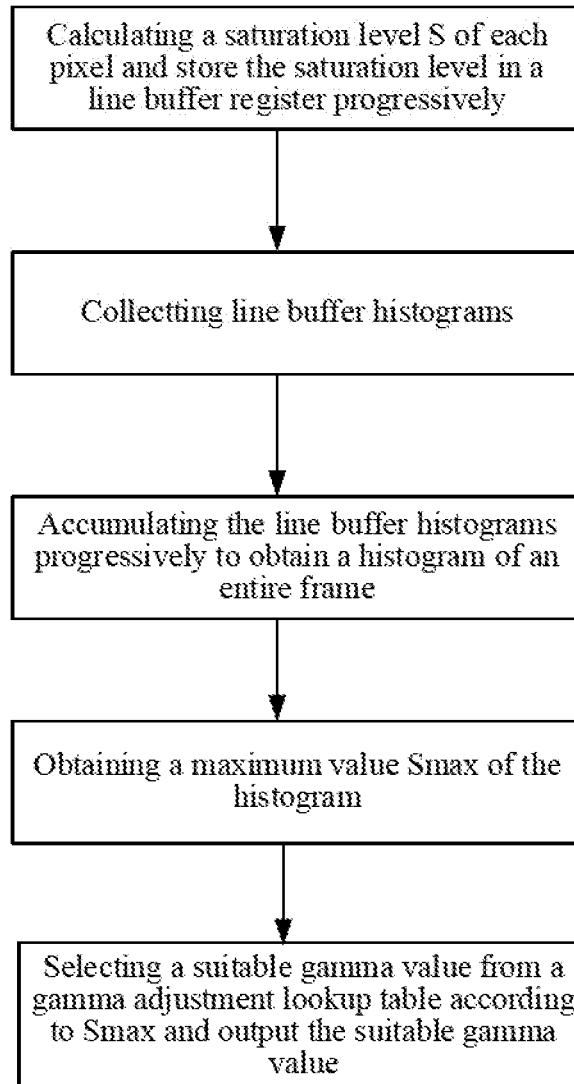 Calculating a saturation level S of each
pixel and store the saturation level in a
line buffer register progressively
Collectting line buffer histograms
Accumulating the line buffer histograms
progressively to obtain a histogram of an
entire frame
Obtaining a maximum value Smax of the
histogram
Selecting a suitable gamma value from a
gamma adjustment lookup table according
to Smax and output the suitable gamma
value